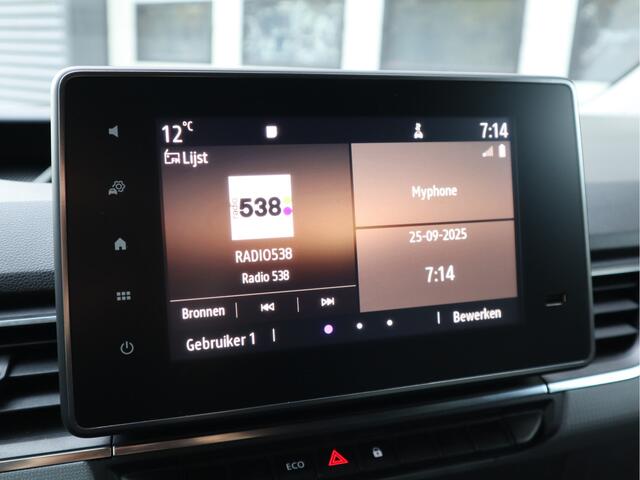 12°C
7:14
Lijst
radio
538
RADIO538
Radio 538
Bronnen
Gebruiker 1
Myphone
25-09-2025
7:14
Bewerken
ECO